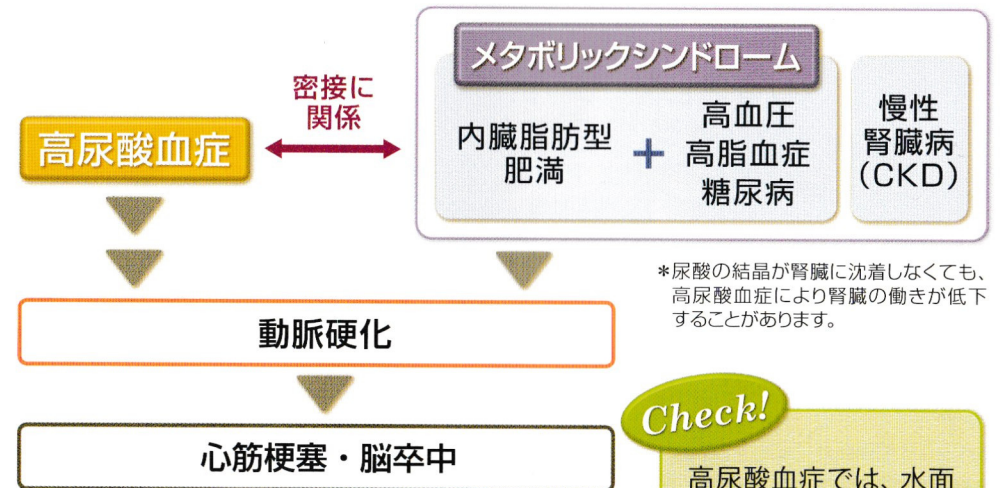 メタボリックシンドローム
密接に
関係
高尿酸血症
内臓脂肪型
肥満
+
高血圧
高脂血症
糖尿病
慢性
腎臓病
(CKD)
*尿酸の結晶が腎臓に沈着しなくても、
高尿酸血症により腎臓の働きが低下
することがあります。
動脈硬化
心筋梗塞・脳卒中
Check!
高尿酸血症では、水面